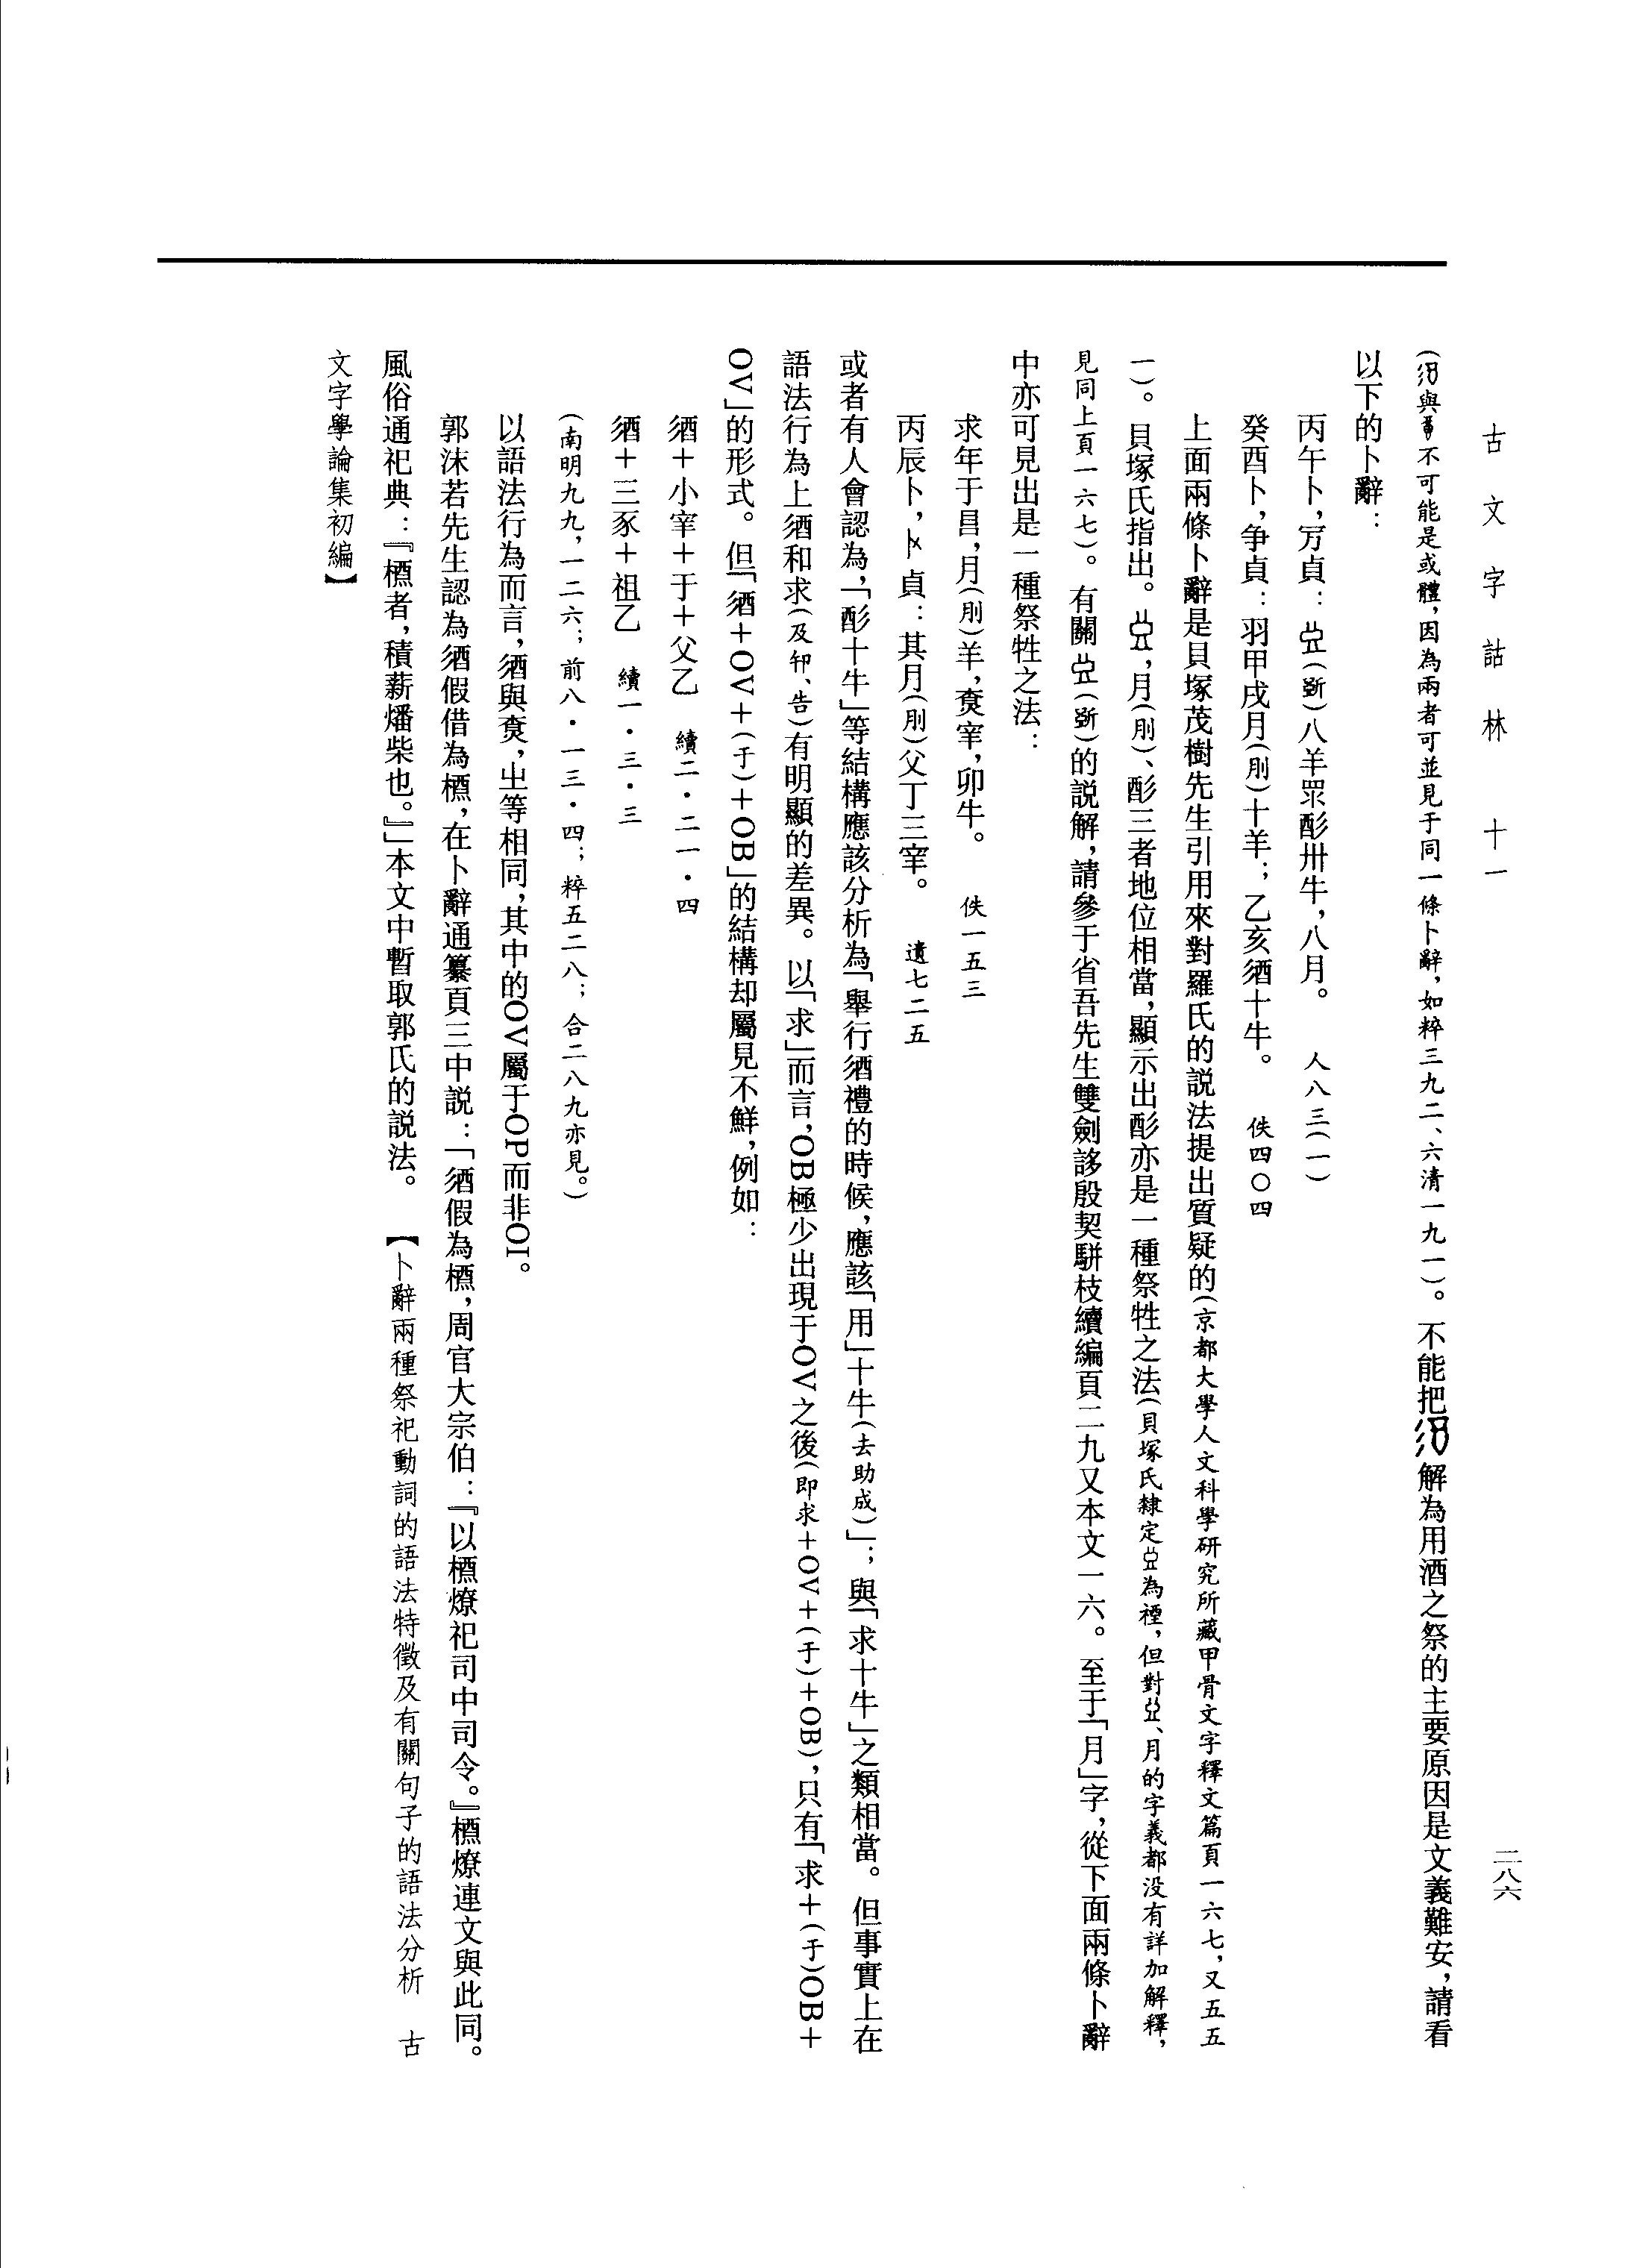 古文字詁林　十一
二八六
(與不可能是或體，因為兩者可並見于同一條卜辭，如粹三九二、六清一九一)。不能把解為用酒之祭的主要原因是文義難安，請看
以下的卜辭：
丙午卜，㝉貞：(斲)八羊眔酌卅牛，八月。　人八三(一)
癸酉卜，争貞：羽甲戌月(刖)十羊；乙亥酒十牛。　佚四〇四
上面兩條卜辭是貝塚茂樹先生引用來對羅氏的説法提出質疑的(京都大學人文科學研究所藏甲骨文字釋文篇頁一六七，又五五
一)。貝塚氏指出。，月(刖)、酌三者地位相當，顯示出酌亦是一種祭牲之法(貝塚氏隸定為禋，但對、月的字義都没有詳加解釋，
見同上頁一六七)。有關(斲)的説解，請參于省吾先生雙劍誃殷契駢枝續編頁二九又本文一六。至于「月」字，從下面兩條卜辭
中亦可見出是一種祭牲之法：
求年于昌，月(刖)羊，𤉲宰，卯牛。　佚一五三
丙辰卜，貞：其月(刖)父丁三宰。　遺七二五
或者有人會認為，「酌十牛」等結構應該分析為「舉行酒禮的時候，應該「用」十牛(去助成)」；與「求十牛」之類相當。但事實上在
語法行為上酒和求(及𢓜、告)有明顯的差異。以「求」而言，OB極少出現于OV之後(即求＋OV＋(于)＋OB)，只有「求＋(于)OB＋
OV」的形式。但「酒＋OV＋(于)＋OB」的結構却屬見不鮮，例如：
酒＋小宰＋于＋父乙　續二・二一・四
酒＋三豕＋祖乙　續一・三・三
(南明九九，一二六；前八・一三・四；粹五二八；合二八九亦見。)
以語法行為而言，酒與𤉲，㞢等相同，其中的OV屬于OP而非OI。
郭沫若先生認為酒假借為槱，在卜辭通纂頁三中説：「酒假為槱，周官大宗伯：『以槱燎祀司中司令。』槱燎連文與此同。
風俗通祀典：『槱者，積薪燔柴也。』」本文中暫取郭氏的説法。　【卜辭兩種祭祀動詞的語法特徵及有關句子的語法分析　古
文字學論集初編】